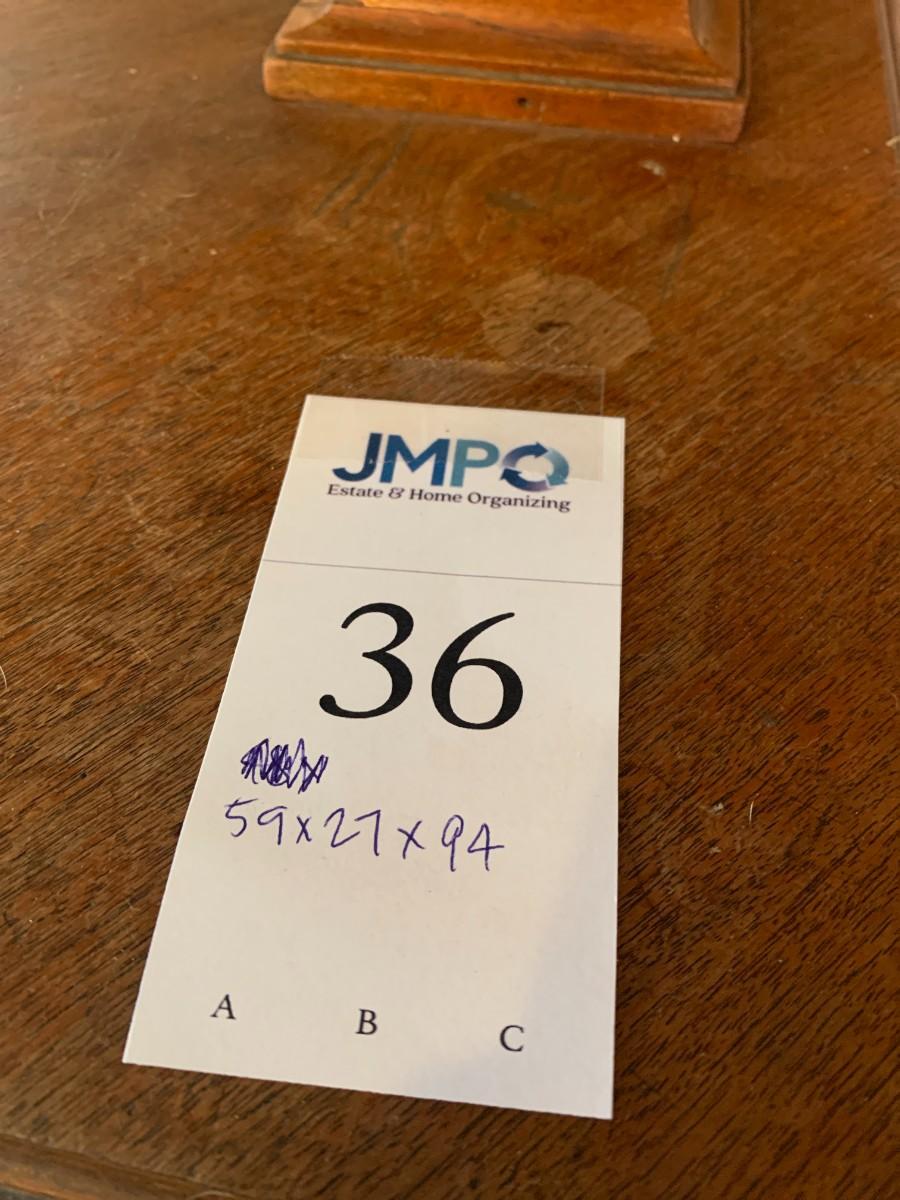 JMPO
Estate & Home Organizing
36
59x27x94
A B C